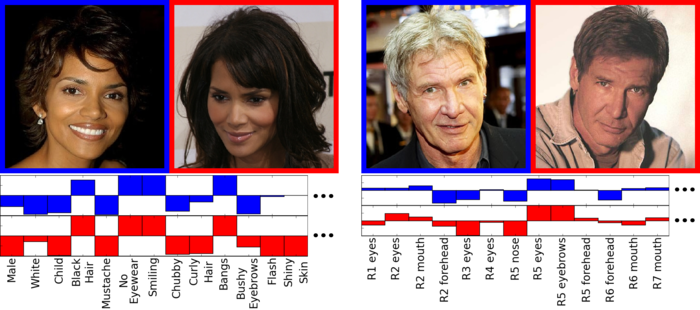 Male
White
Child
Black
Hair
Mustache
No
Eyewear
Smiling
Chubby
Curly
Hair
Bangs
Bushy
Eyebrows
Flash
Shiny
Skin
R1 eyes
R2 eyes
R2 mouth
R2 forehead
R3 eyes
R4 eyes
R5 nose
R5 eyes
R5 eyebrows
R5 forehead
R6 forehead
R6 mouth
R7 mouth